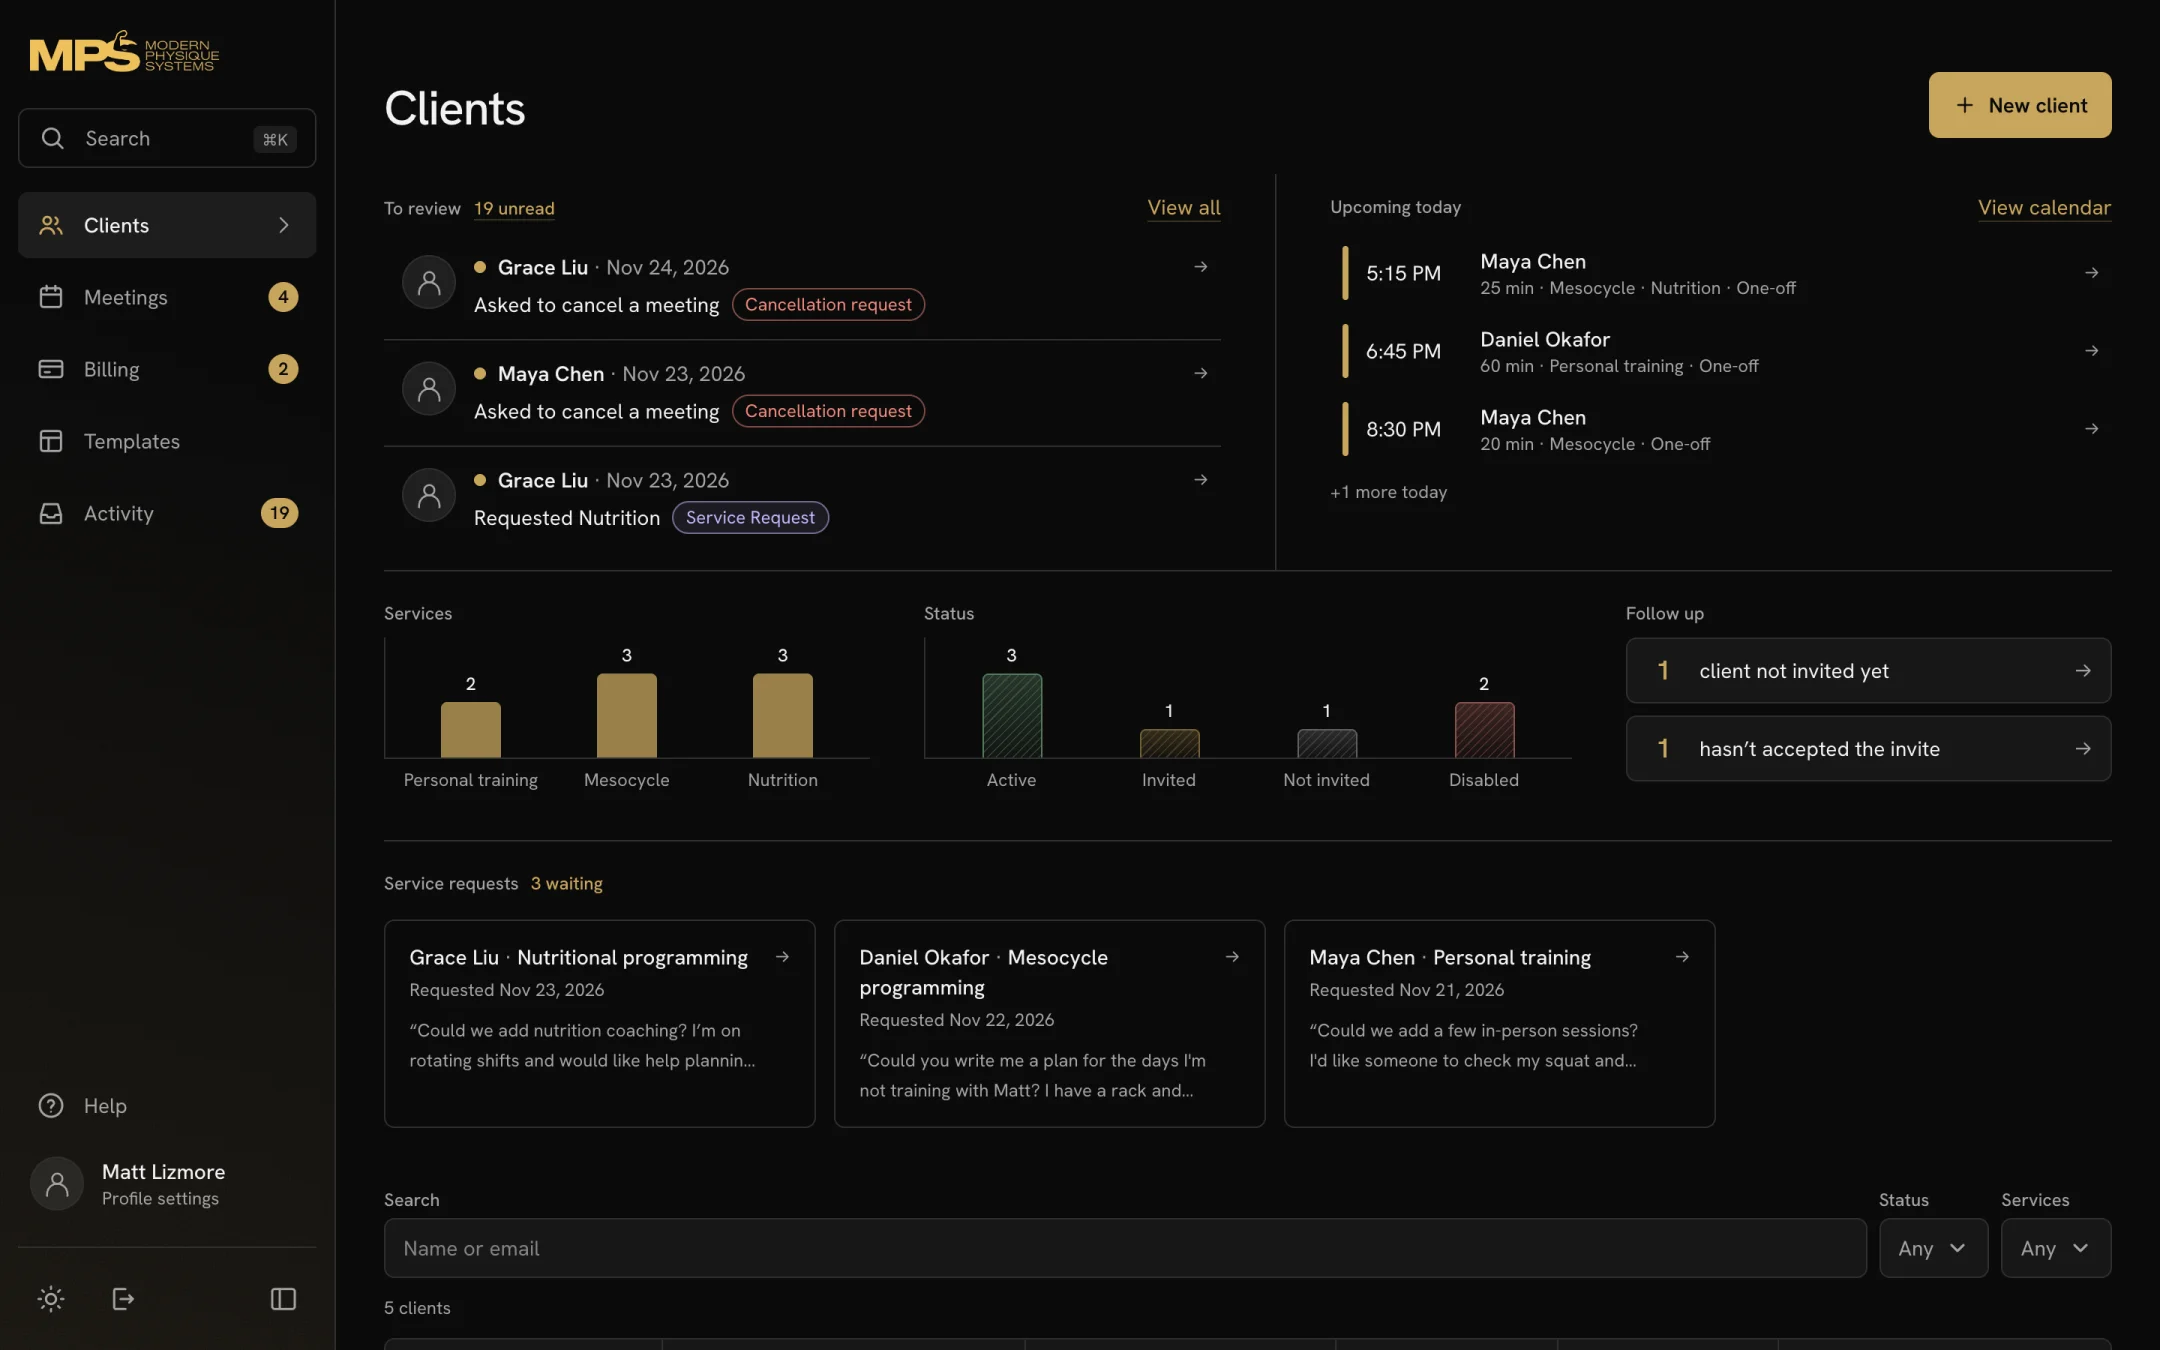 MPS MODERN
PHYSIQUE
SYSTEMS
Search ⌘K
Clients
Meetings 4
Billing 2
Templates
Activity 19
Help
Matt Lizmore
Profile settings
Clients
+ New client
To review 19 unread View all
Grace Liu · Nov 24, 2026
Asked to cancel a meeting Cancellation request
Maya Chen · Nov 23, 2026
Asked to cancel a meeting Cancellation request
Grace Liu · Nov 23, 2026
Requested Nutrition Service Request
Upcoming today View calendar
5:15 PM Maya Chen
25 min · Mesocycle · Nutrition · One-off
6:45 PM Daniel Okafor
60 min · Personal training · One-off
8:30 PM Maya Chen
20 min · Mesocycle · One-off
+1 more today
Services
2 3 3
Personal training Mesocycle Nutrition
Status
3 1 1 2
Active Invited Not invited Disabled
Follow up
1 client not invited yet
1 hasn’t accepted the invite
Service requests 3 waiting
Grace Liu · Nutritional programming
Requested Nov 23, 2026
“Could we add nutrition coaching? I’m on
rotating shifts and would like help plannin…
Daniel Okafor · Mesocycle
programming
Requested Nov 22, 2026
“Could you write me a plan for the days I'm
not training with Matt? I have a rack and…
Maya Chen · Personal training
Requested Nov 21, 2026
“Could we add a few in-person sessions?
I'd like someone to check my squat and…
Search
Name or email
Status
Any
Services
Any
5 clients